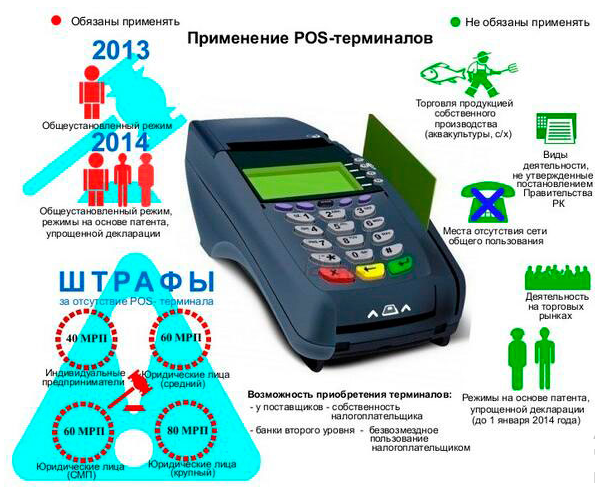 Обязаны применять
Не обязаны применять
Применение POS-терминалов
2013
Общеустановленный режим
2014
Общеустановленный режим,
режимы на основе патента,
упрощенной декларации
Торговля продукцией
собственного
производства
(аквакультуры, с/х)
Виды
деятельности,
не утвержденные
постановлением
Правительства
РК
Места отсутствия сети
общего пользования
Деятельность
на торговых
рынках
Режимы на основе патента,
упрощенной декларации
(до 1 января 2014 года)
ШТРАФЫ
за отсутствие POS- терминала
40 МРП
Индивидуальные
предприниматели
60 МРП
Юридические лица
(средний)
60 МРП
Юридические лица
(СМП)
80 МРП
Юридические лица
(крупный)
Возможность приобретения терминалов:
- у поставщиков - собственность
налогоплательщика
- банки второго уровня - безвозмездное
пользование
налогоплательщиком